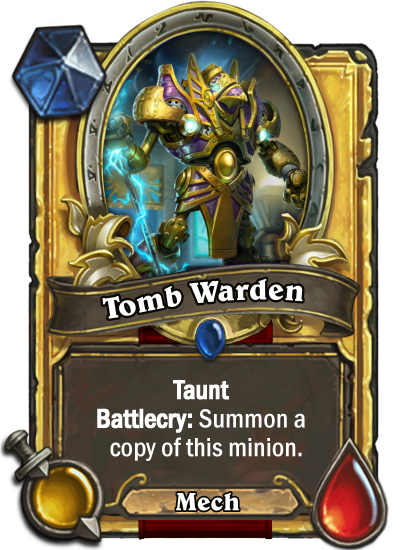 Tomb Warden
Taunt
Battlecry: Summon a
copy of this minion.
Mech